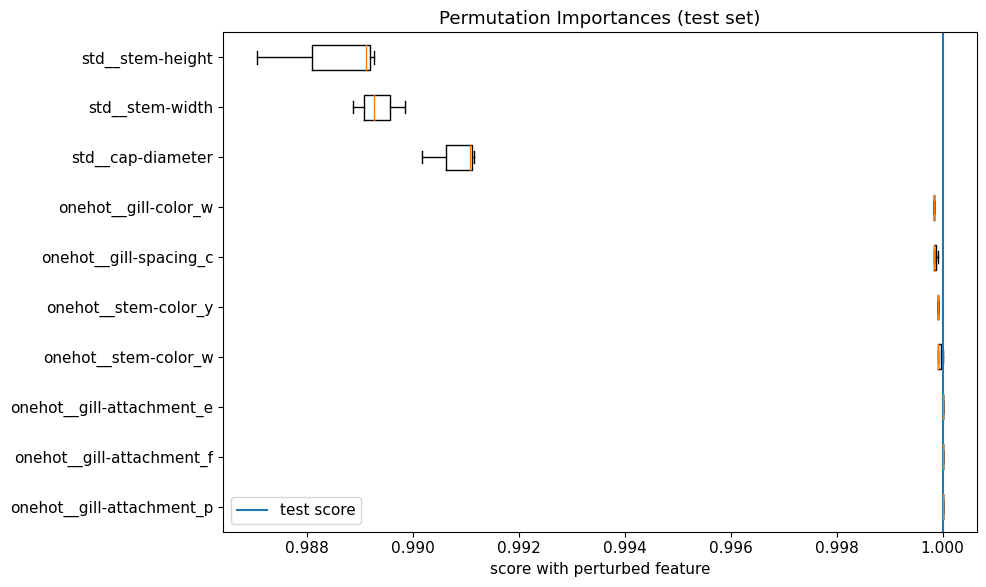 Permutation Importances (test set)
std__stem-height
std__stem-width
std__cap-diameter
onehot__gill-color_w
onehot__gill-spacing_c
onehot__stem-color_y
onehot__stem-color_w
onehot__gill-attachment_e
onehot__gill-attachment_f
onehot__gill-attachment_p
test score
0.988 0.990 0.992 0.994 0.996 0.998 1.000
score with perturbed feature